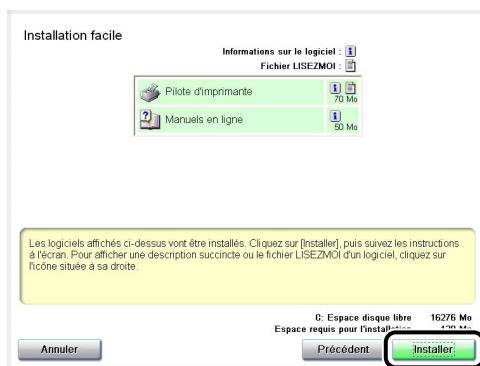 Installation facile
Informations sur le logiciel :
Fichier LISEZMOI :
Pilote d'imprimante
70 Mo
Manuels en ligne
50 Mo
Les logiciels affichés ci-dessus vont être installés. Cliquez sur [Installer], puis suivez les instructions
à l'écran. Pour afficher une description succincte ou le fichier LISEZMOI d'un logiciel, cliquez sur
l'icône située à sa droite.
C: Espace disque libre 16276 Mo
Espace requis pour l'installation Mo
Annuler Précédent Installer